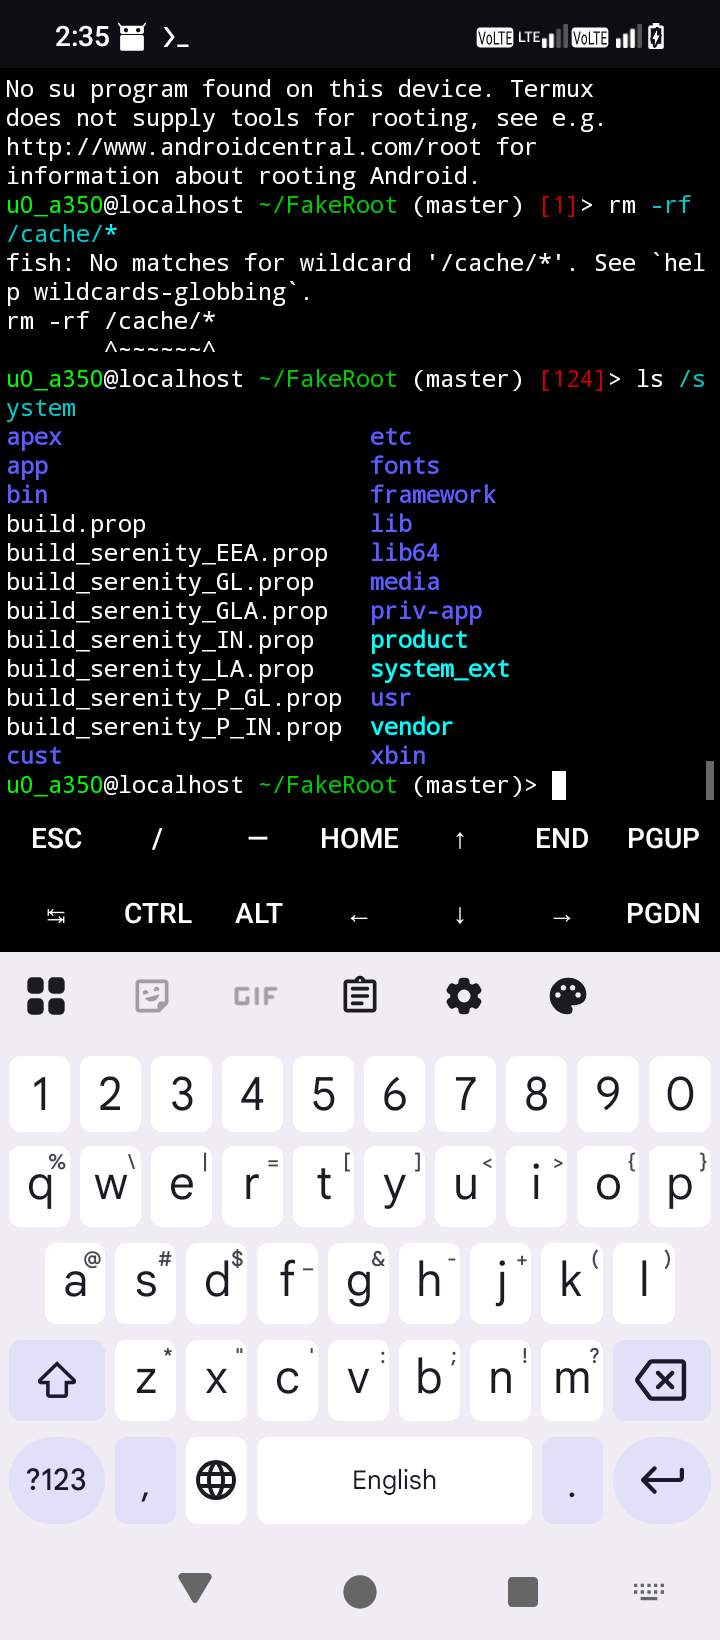 2:35 VoLTE LTE VoLTE
No su program found on this device. Termux
does not supply tools for rooting, see e.g.
http://www.androidcentral.com/root for
information about rooting Android.
u0_a350@localhost ~/FakeRoot (master) [1]> rm -rf
/cache/*
fish: No matches for wildcard '/cache/*'. See `hel
p wildcards-globbing`.
rm -rf /cache/*
       ^~~~~~~^
u0_a350@localhost ~/FakeRoot (master) [124]> ls /s
ystem
apex etc
app fonts
bin framework
build.prop lib
build_serenity_EEA.prop lib64
build_serenity_GL.prop media
build_serenity_GLA.prop priv-app
build_serenity_IN.prop product
build_serenity_LA.prop system_ext
build_serenity_P_GL.prop usr
build_serenity_P_IN.prop vendor
cust xbin
u0_a350@localhost ~/FakeRoot (master)>
ESC / — HOME ↑ END PGUP
↹ CTRL ALT ← ↓ → PGDN
GIF
1 2 3 4 5 6 7 8 9 0
% \ | = [ ] < > { }
q w e r t y u i o p
@ # $ _ & - + ( )
a s d f g h j k l
* " ' : ; ! ?
z x c v b n m
?123 , English .